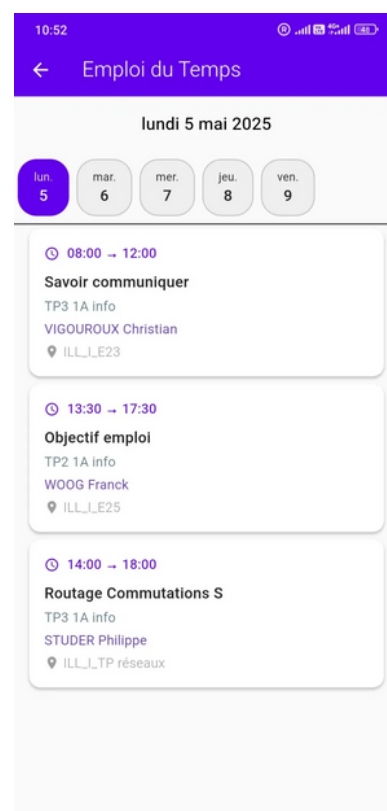 10:52
R 4G+ 48
Emploi du Temps
lundi 5 mai 2025
lun. mar. mer. jeu. ven.
5 6 7 8 9
08:00 → 12:00
Savoir communiquer
TP3 1A info
VIGOUROUX Christian
ILL_I_E23
13:30 → 17:30
Objectif emploi
TP2 1A info
WOOG Franck
ILL_I_E25
14:00 → 18:00
Routage Commutations S
TP3 1A info
STUDER Philippe
ILL_I_TP réseaux